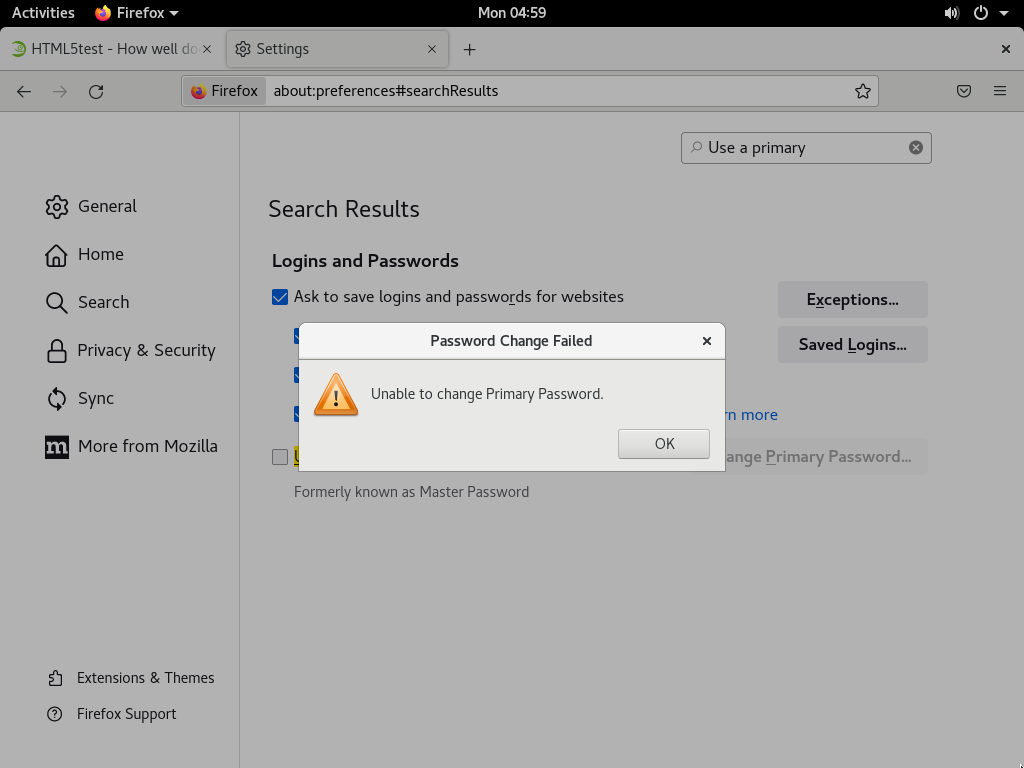 Activities Firefox Mon 04:59
HTML5test - How well do Settings
Firefox about:preferences#searchResults
Use a primary
General
Home
Search
Privacy & Security
Sync
More from Mozilla
Extensions & Themes
Firefox Support
Search Results
Logins and Passwords
Ask to save logins and passwords for websites
Exceptions...
Saved Logins...
Password Change Failed
Unable to change Primary Password.
OK
more
Primary Password...
Formerly known as Master Password